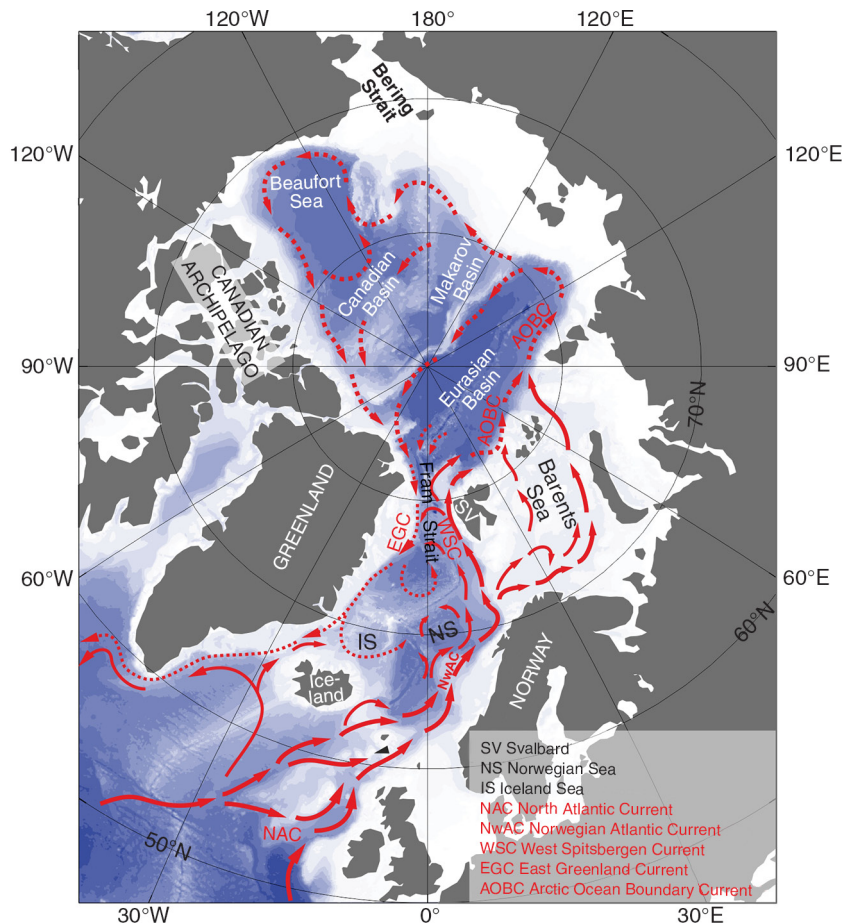 120°W
180°
120°E
Bering
Strait
120°W
120°E
Beaufort
Sea
Canadian
Basin
Makarov
Basin
CANADIAN
ARCHIPELAGO
AOBC
90°W
90°E
Eurasian
Basin
70°N
AOBC
Fram
Strait
Barents
Sea
GREENLAND
SV
EGC
WSC
60°W
60°E
60°N
IS
NS
NwAC
NORWAY
Ice-
land
SV Svalbard
NS Norwegian Sea
IS Iceland Sea
NAC North Atlantic Current
NwAC Norwegian Atlantic Current
WSC West Spitsbergen Current
EGC East Greenland Current
AOBC Arctic Ocean Boundary Current
NAC
50°N
30°W
0°
30°E